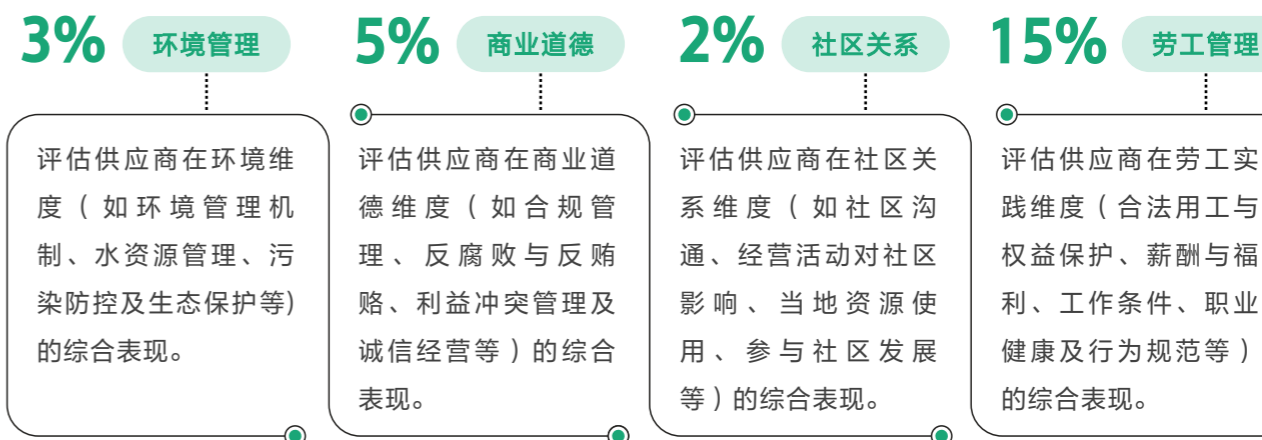 3% 环境管理
评估供应商在环境维
度（如环境管理机
制、水资源管理、污
染防控及生态保护等)
的综合表现。
5% 商业道德
评估供应商在商业道
德维度（如合规管
理、反腐败与反贿
赂、利益冲突管理及
诚信经营等）的综合
表现。
2% 社区关系
评估供应商在社区关
系维度（如社区沟
通、经营活动对社区
影响、当地资源使
用、参与社区发展
等）的综合表现。
15% 劳工管理
评估供应商在劳工实
践维度（合法用工与
权益保护、薪酬与福
利、工作条件、职业
健康及行为规范等）
的综合表现。